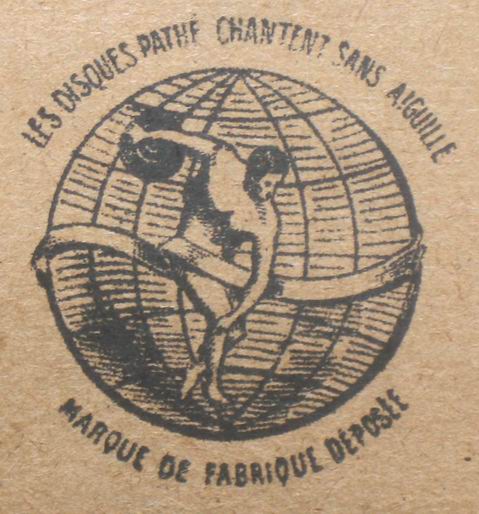 LES DISQUES PATHÉ CHANTENT SANS AIGUILLE
MARQUE DE FABRIQUE DÉPOSÉE